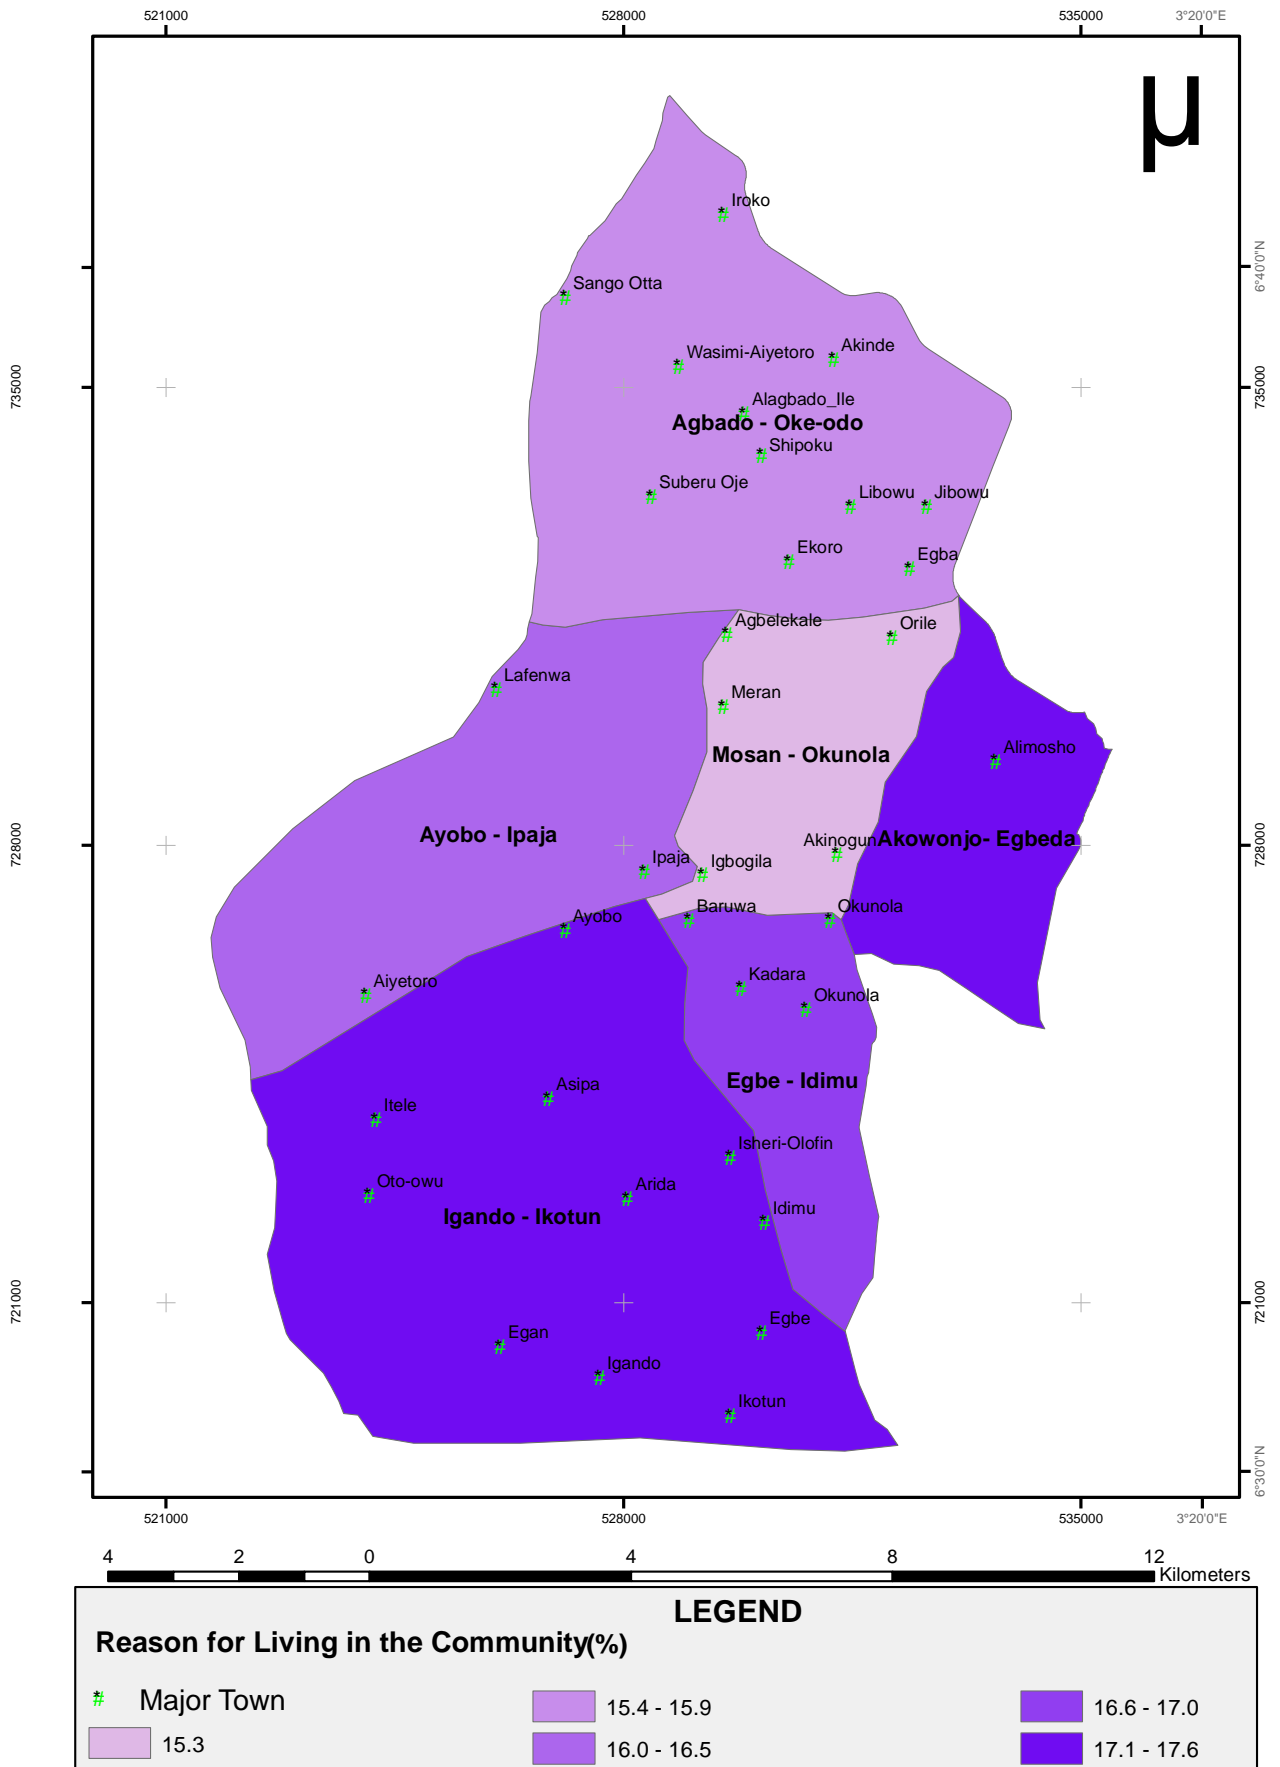 521000 528000 535000 3°20'0"E
µ
Iroko
6°40'0"N
Sango Otta
Wasimi-Aiyetoro
Akinde
735000
735000
Alagbado_Ile
Agbado - Oke-odo
Shipoku
Suberu Oje
Libowu
Jibowu
Ekoro
Egba
Agbelekale
Orile
Lafenwa
Meran
Alimosho
Mosan - Okunola
Ayobo - Ipaja
Akinogun
Akowonjo- Egbeda
728000
728000
Ipaja
Igbogila
Baruwa
Okunola
Ayobo
Aiyetoro
Kadara
Okunola
Egbe - Idimu
Asipa
Itele
Isheri-Olofin
Oto-owu
Arida
Idimu
Igando - Ikotun
721000
721000
Egbe
Egan
Igando
Ikotun
6°30'0"N
521000 528000 535000 3°20'0"E
4 2 0 4 8 12
Kilometers
LEGEND
Reason for Living in the Community(%)
Major Town
15.3
15.4 - 15.9
16.0 - 16.5
16.6 - 17.0
17.1 - 17.6